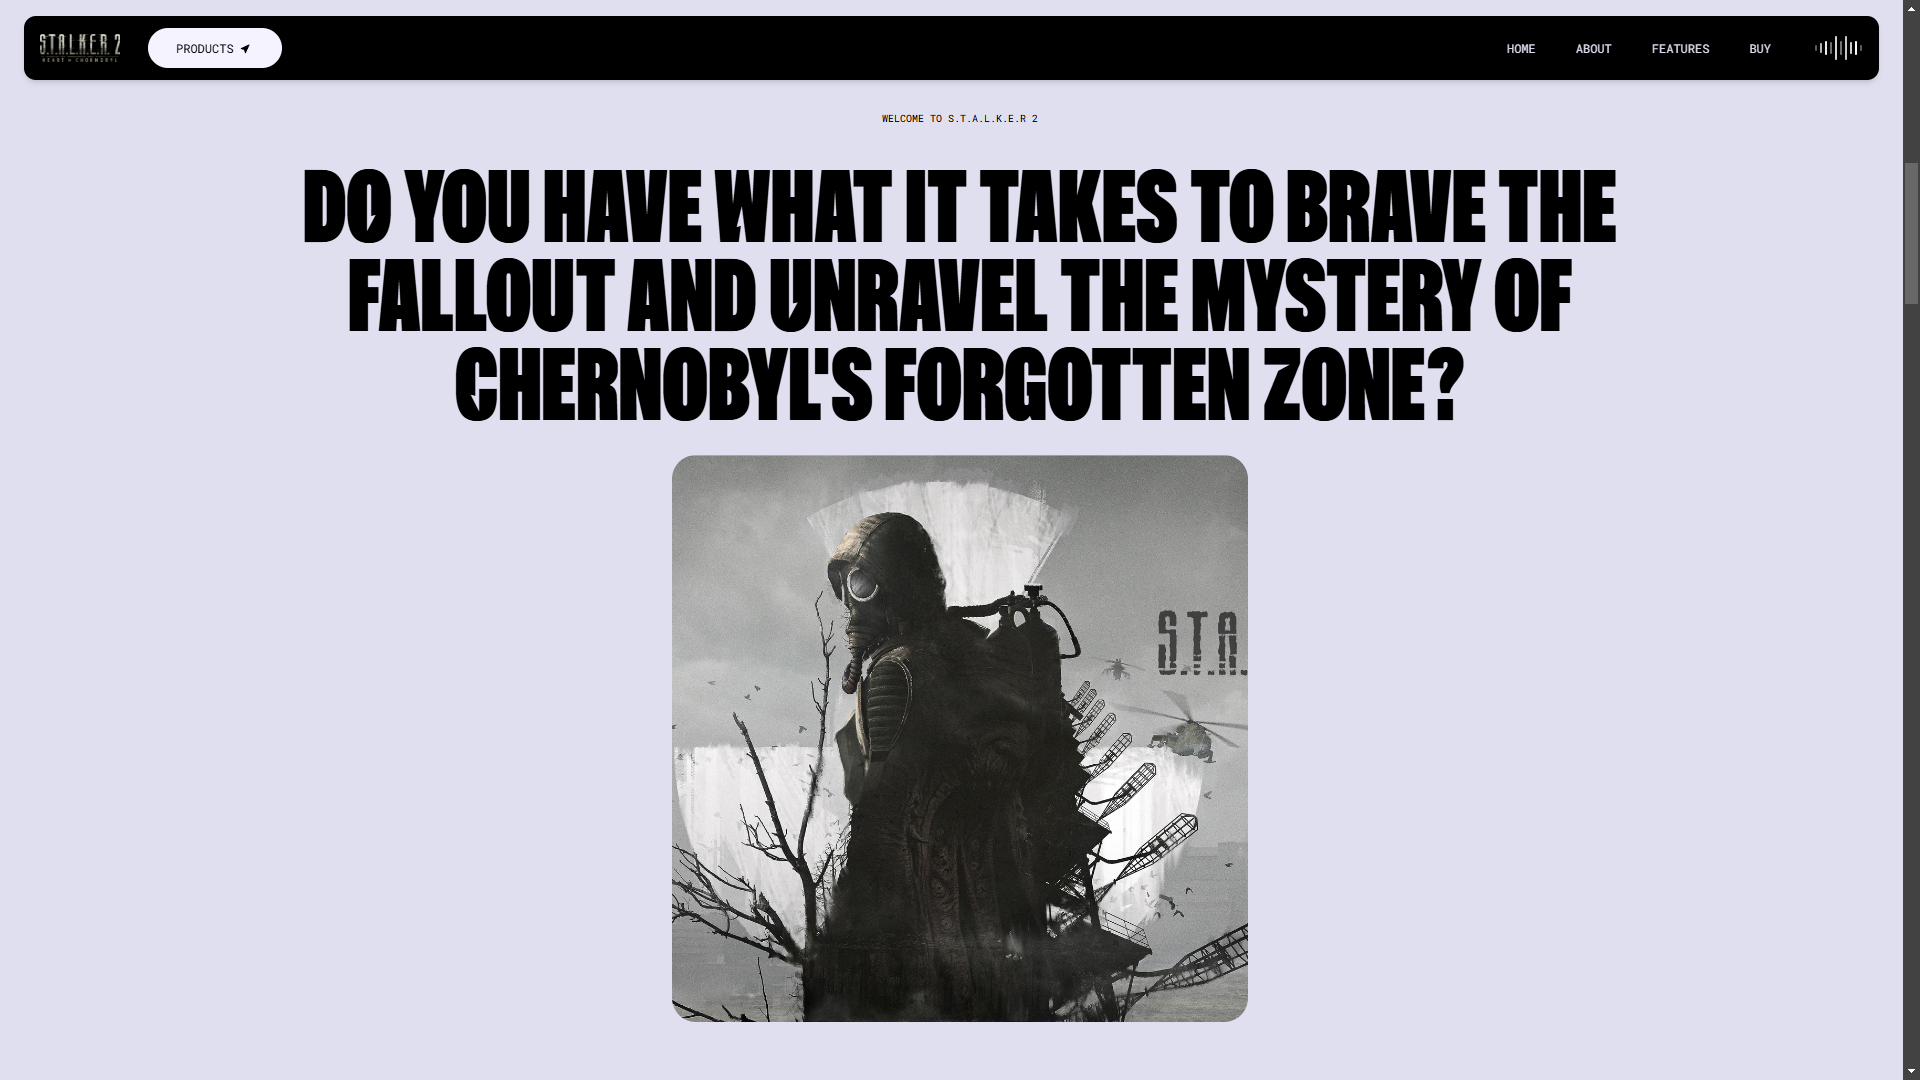 S.T.A.L.K.E.R. 2
HEART OF CHORNOBYL
PRODUCTS
HOME
ABOUT
FEATURES
BUY
WELCOME TO S.T.A.L.K.E.R 2
DO YOU HAVE WHAT IT TAKES TO BRAVE THE
FALLOUT AND UNRAVEL THE MYSTERY OF
CHERNOBYL'S FORGOTTEN ZONE?
S.T.A.